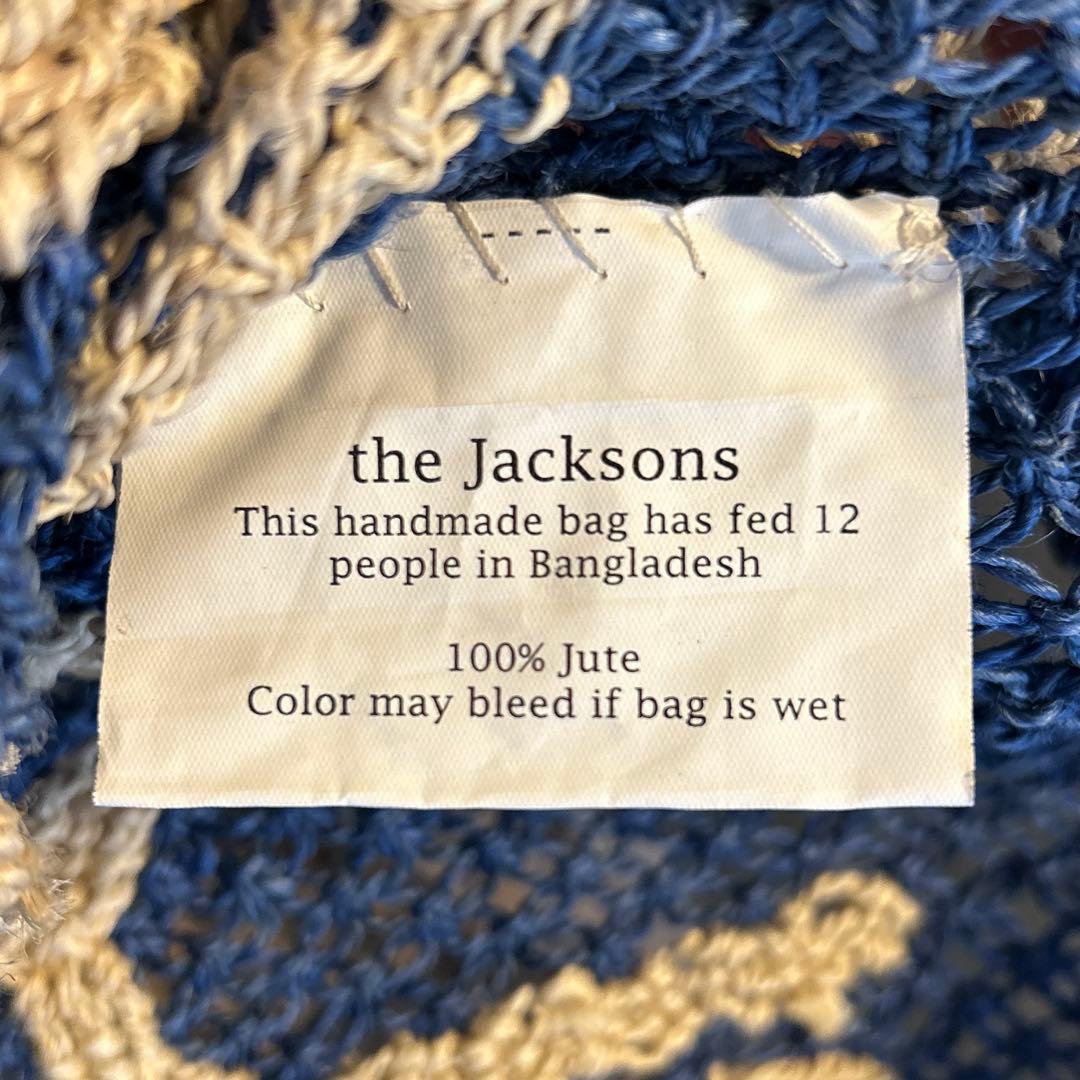 the Jacksons
This handmade bag has fed 12
people in Bangladesh
100% Jute
Color may bleed if bag is wet